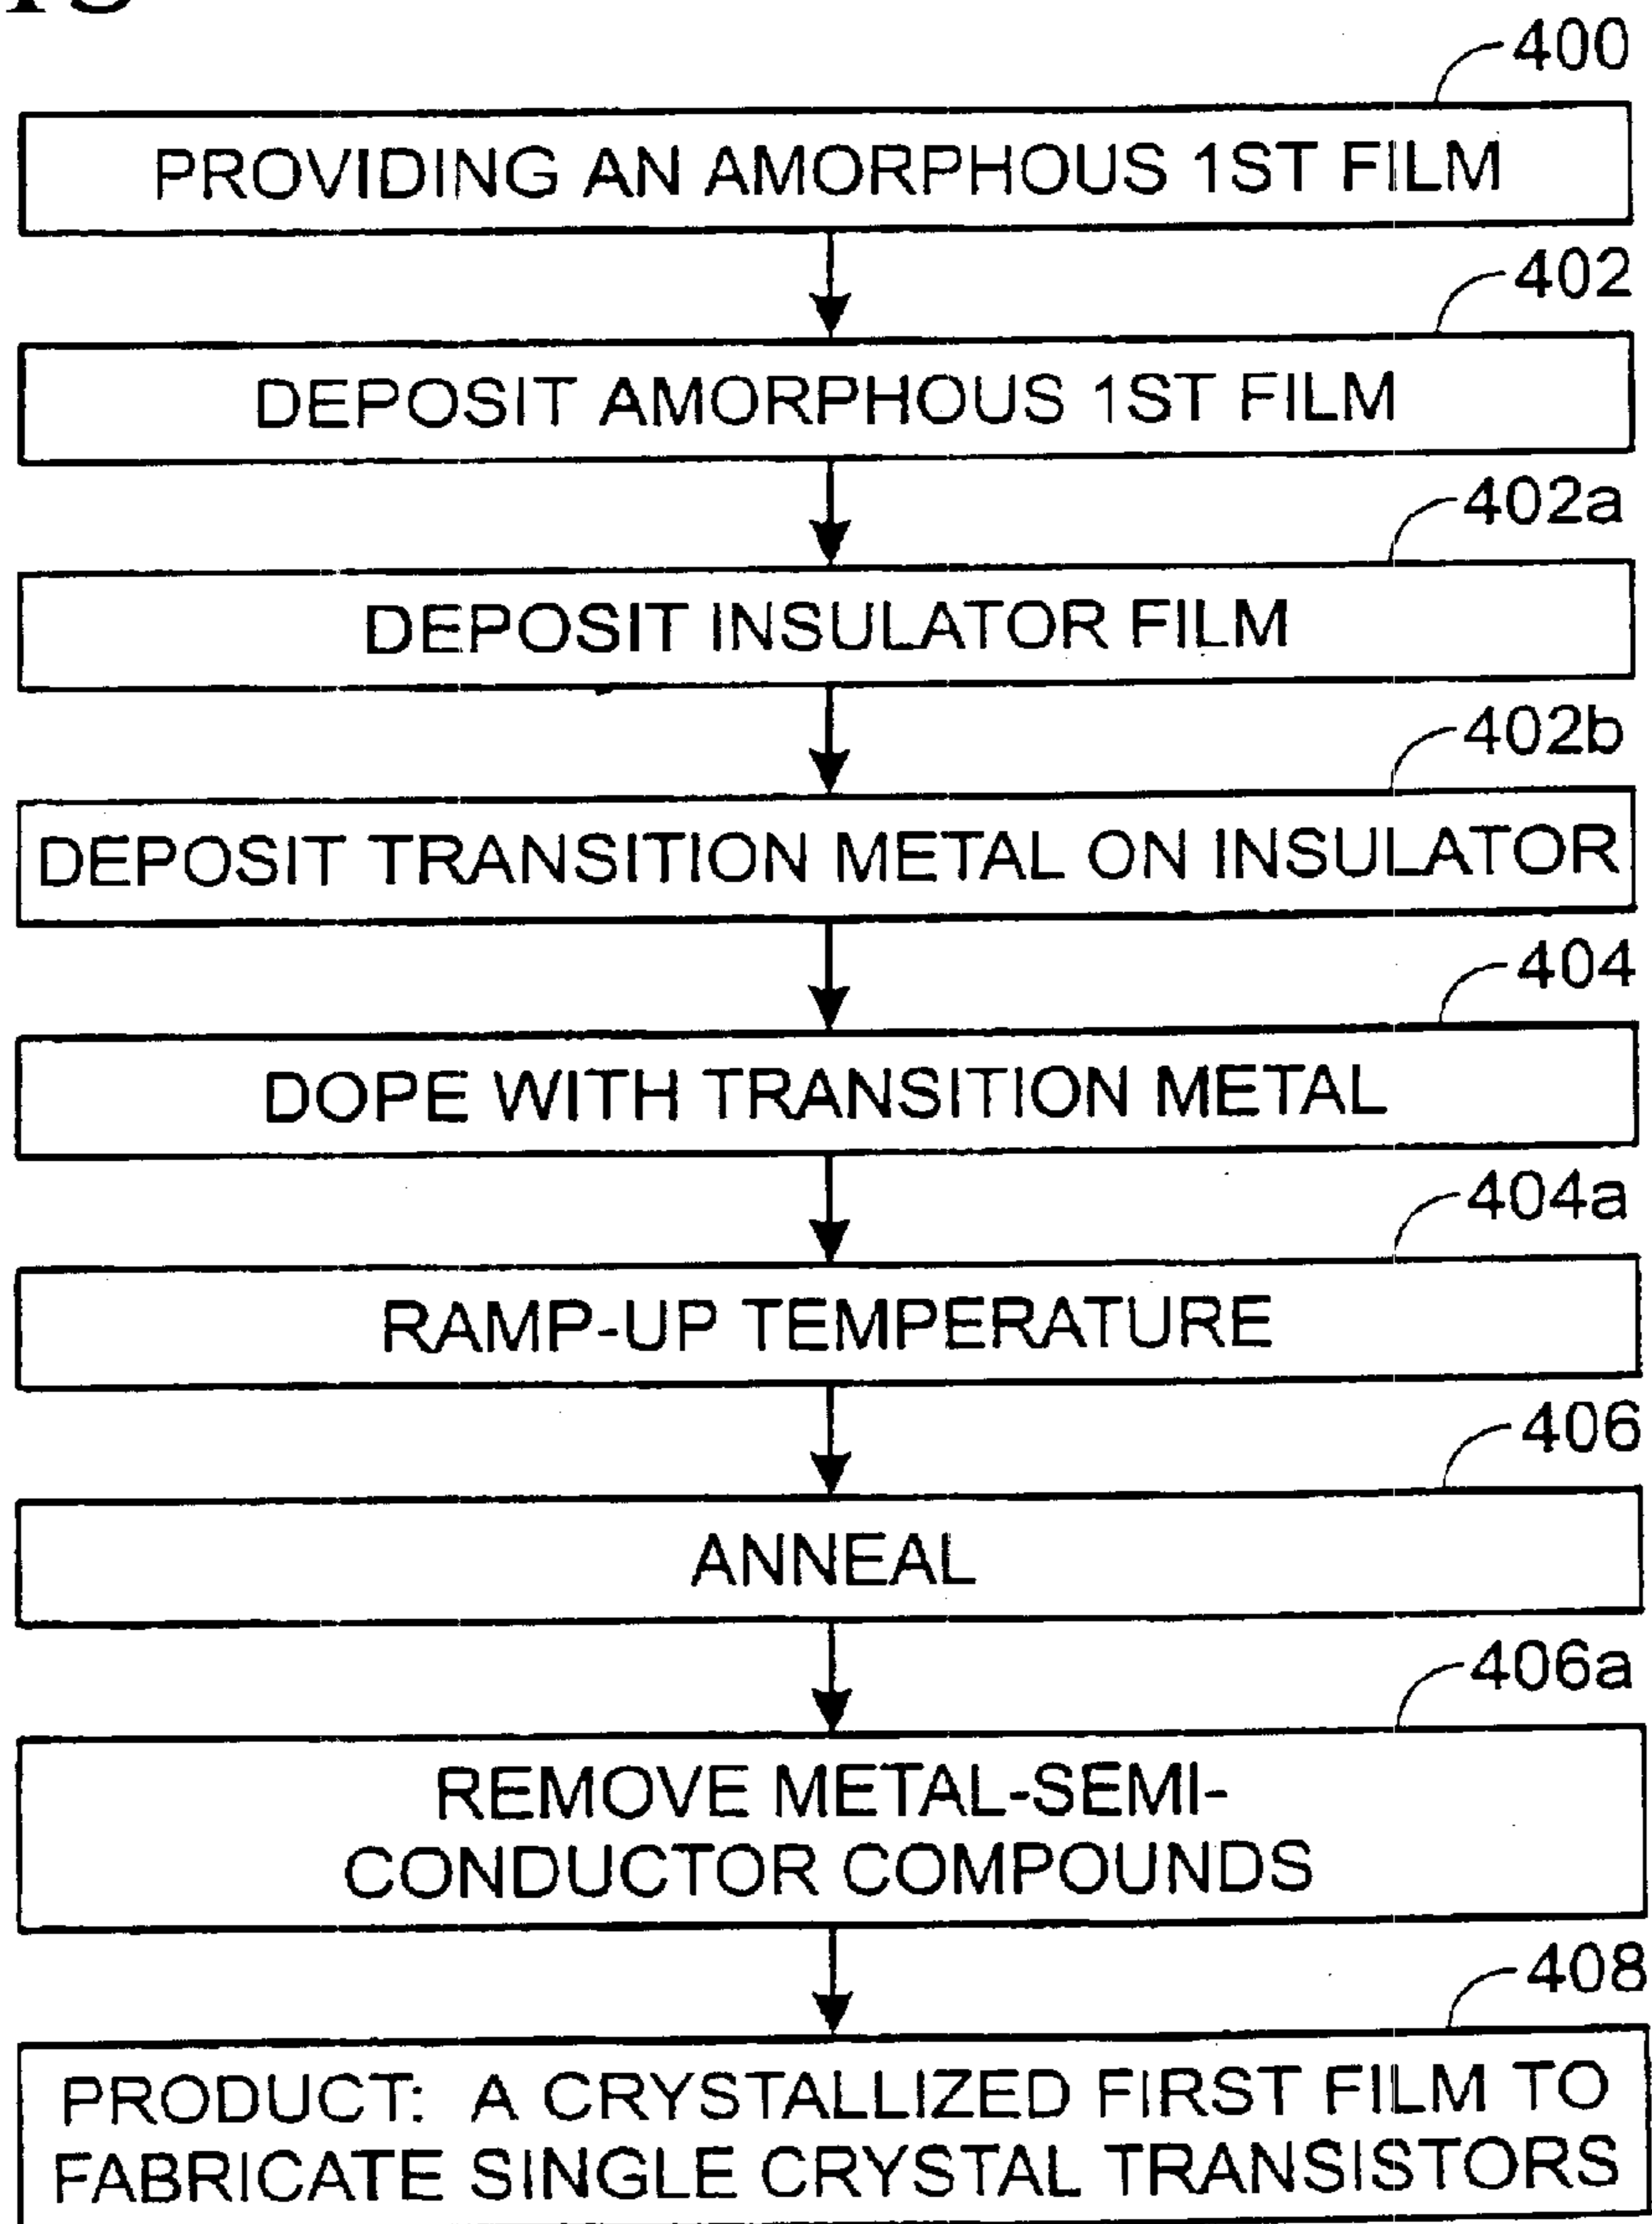 400
PROVIDING AN AMORPHOUS 1ST FILM
402
DEPOSIT AMORPHOUS 1ST FILM
402a
DEPOSIT INSULATOR FILM
402b
DEPOSIT TRANSITION METAL ON INSULATOR
404
DOPE WITH TRANSITION METAL
404a
RAMP-UP TEMPERATURE
406
ANNEAL
406a
REMOVE METAL-SEMI-
CONDUCTOR COMPOUNDS
408
PRODUCT: A CRYSTALLIZED FIRST FILM TO
FABRICATE SINGLE CRYSTAL TRANSISTORS